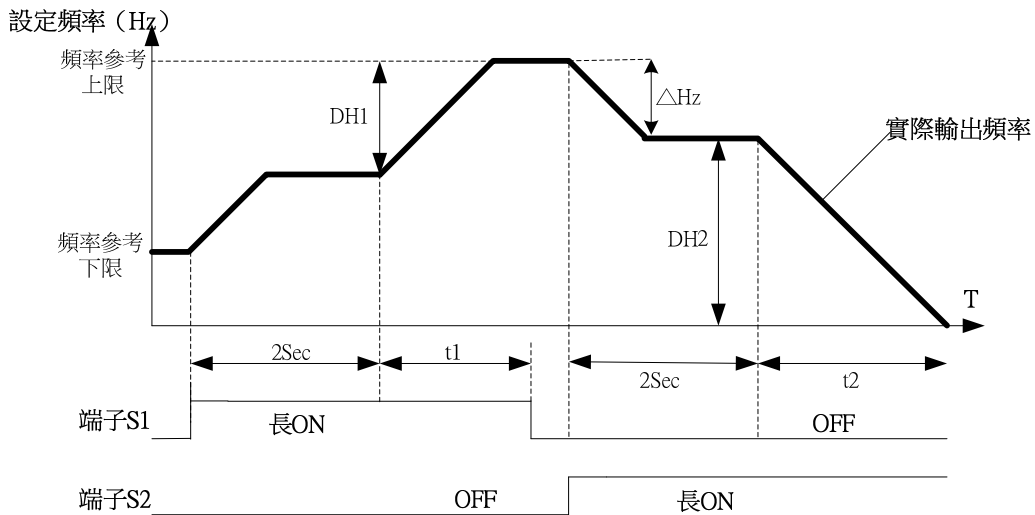 設定頻率（Hz）
頻率參考
上限
DH1
△Hz
實際輸出頻率
頻率參考
下限
DH2
T
2Sec
t1
2Sec
t2
端子S1
長ON
OFF
端子S2
OFF
長ON